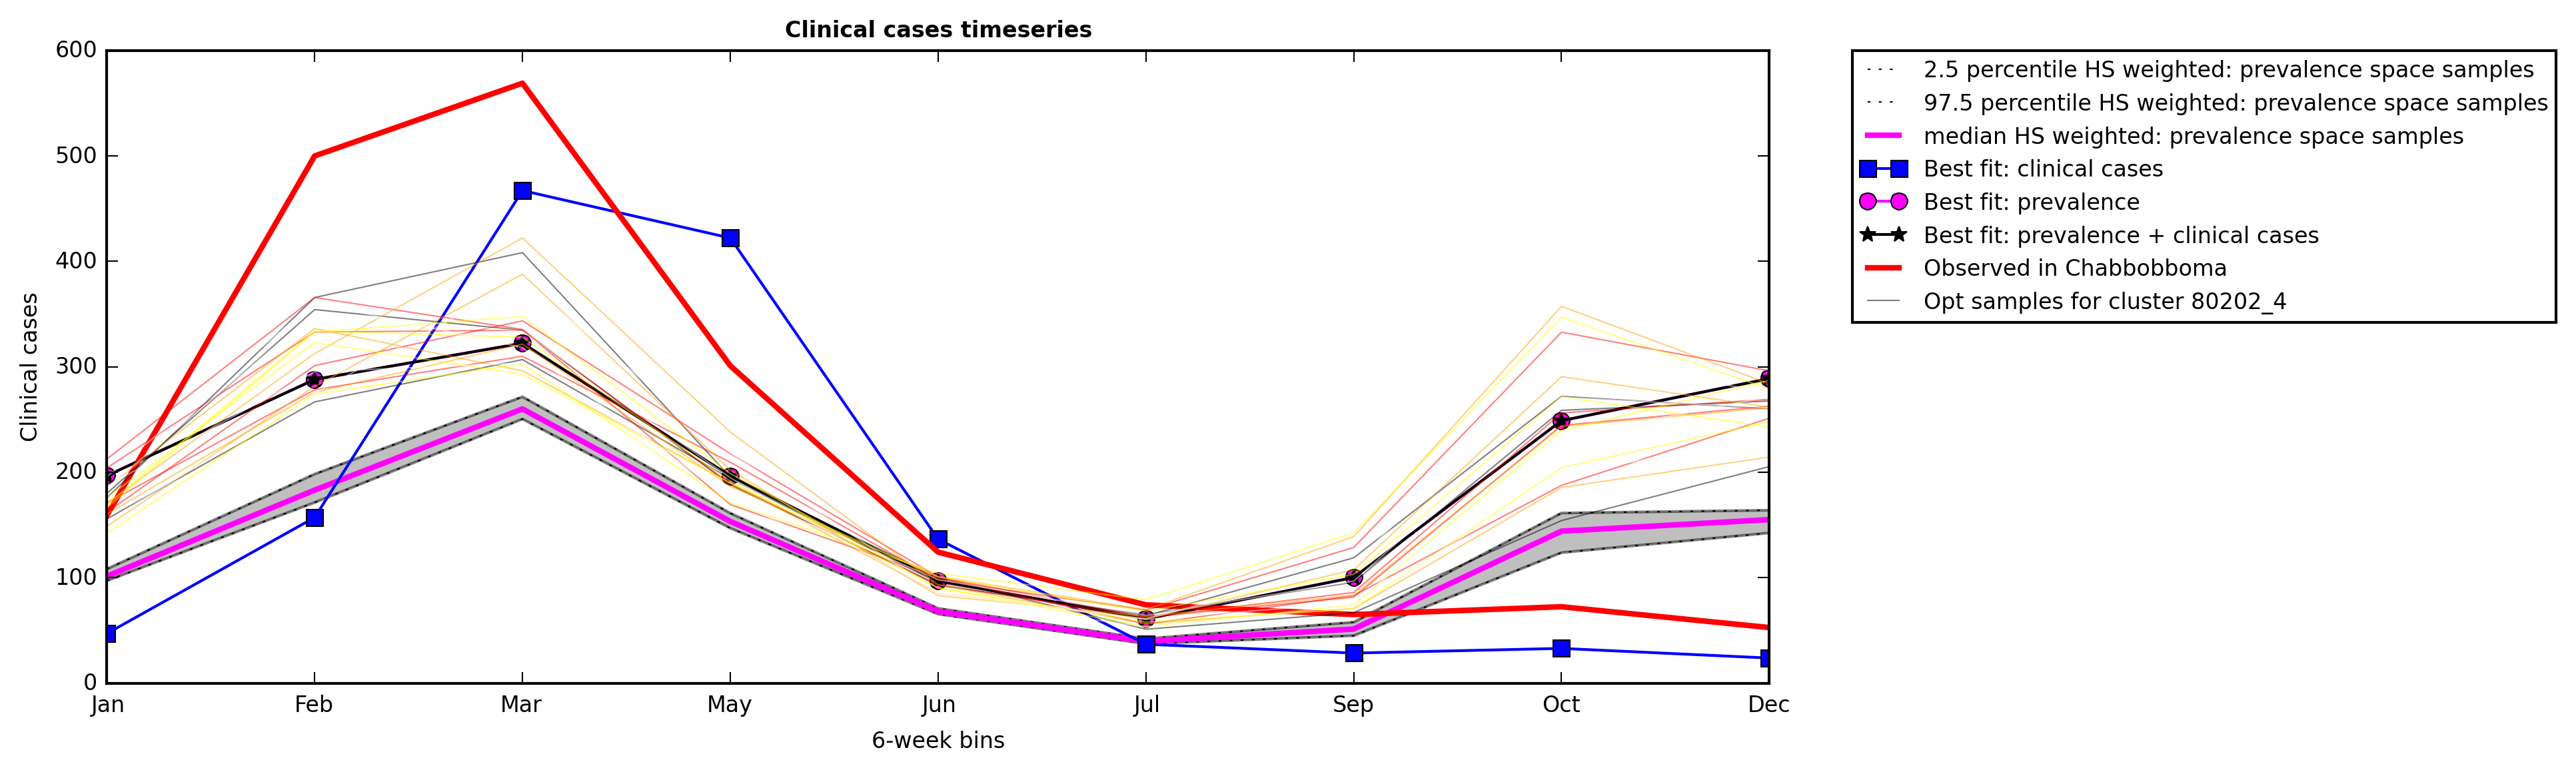 Clinical cases timeseries
600
500
400
300
200
100
0
Clinical cases
Jan Feb Mar May Jun Jul Sep Oct Dec
6-week bins
2.5 percentile HS weighted: prevalence space samples
97.5 percentile HS weighted: prevalence space samples
median HS weighted: prevalence space samples
Best fit: clinical cases
Best fit: prevalence
Best fit: prevalence + clinical cases
Observed in Chabbobboma
Opt samples for cluster 80202_4